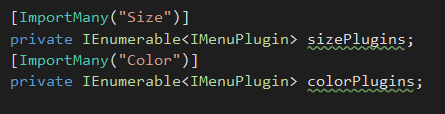 [ImportMany("Size")]
private IEnumerable<IMenuPlugin> sizePlugins;
[ImportMany("Color")]
private IEnumerable<IMenuPlugin> colorPlugins;